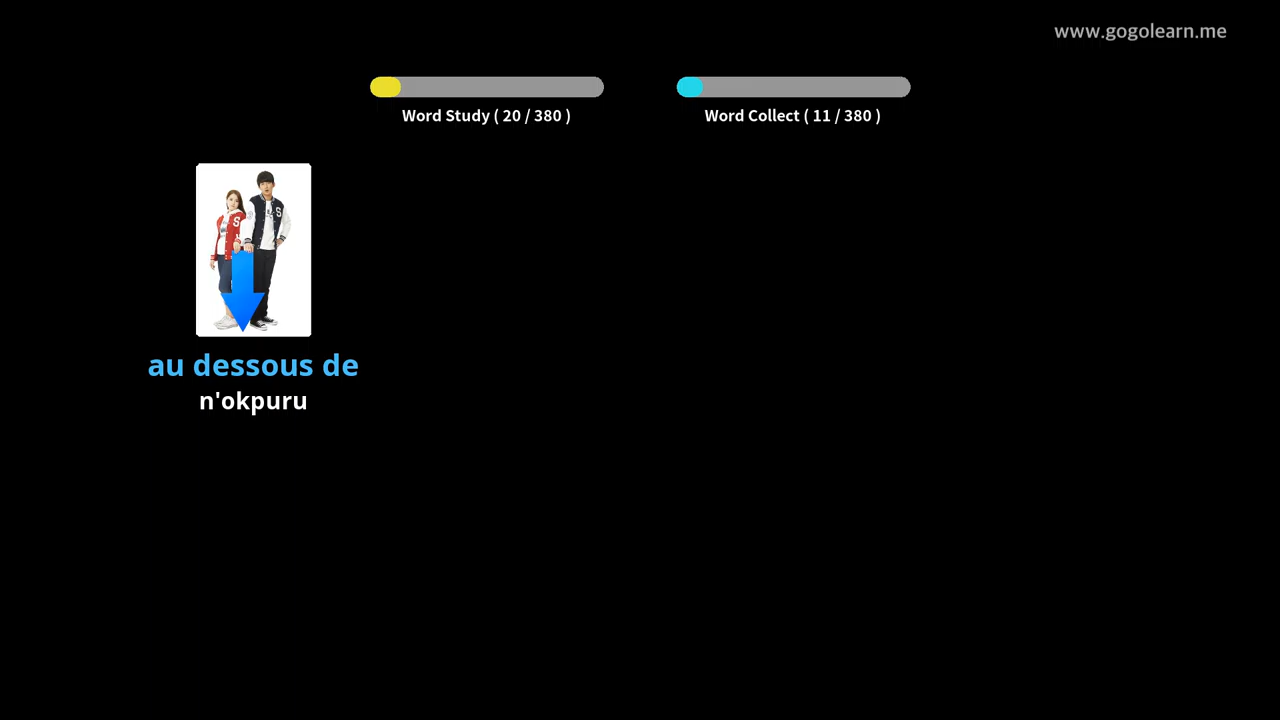 www.gogolearn.me
Word Study ( 20 / 380 )
Word Collect ( 11 / 380 )
S
S
au dessous de
n'okpuru